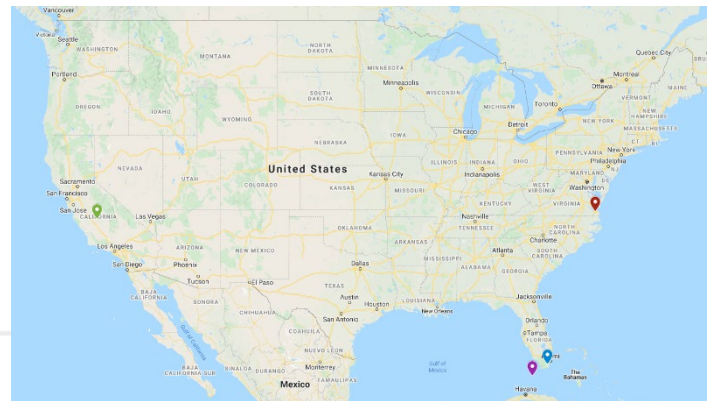 Vancouver
Seattle
WASHINGTON
MONTANA
NORTH
DAKOTA
MINNESOTA
Quebec City
Portland
Minneapolis
Montreal
Ottawa
MAINE
OREGON
IDAHO
SOUTH
DAKOTA
WISCONSIN
VERMONT
WYOMING
MICHIGAN
Toronto
NEW
HAMPSHIRE
NEW YORK
MASSACHUSETTS
Detroit
Chicago
IOWA
CT
RI
NEBRASKA
PENNSYLVANIA
New York
Philadelphia
NEVADA
UTAH
United States
ILLINOIS
INDIANA
OHIO
MARYLAND
NJ
Sacramento
COLORADO
Kansas City
Indianapolis
DE
San Francisco
KANSAS
MISSOURI
WEST
VIRGINIA
Washington
San Jose
CALIFORNIA
Las Vegas
KENTUCKY
VIRGINIA
Nashville
OKLAHOMA
TENNESSEE
NORTH
CAROLINA
Los Angeles
ARIZONA
NEW MEXICO
ARKANSAS
Charlotte
San Diego
Phoenix
Atlanta
SOUTH
CAROLINA
Dallas
MISSISSIPPI
ALABAMA
GEORGIA
Tucson
El Paso
TEXAS
BAJA
CALIFORNIA
SONORA
Austin
LOUISIANA
Jacksonville
CHIHUAHUA
Houston
New Orleans
San Antonio
Orlando
COAHUILA
Tampa
Gulf of
California
FLORIDA
NUEVO LEON
Gulf of
Mexico
BAJA
CALIFORNIA SUR
SINALOA
DURANGO
Monterrey
The
Bahamas
Mexico
TAMAULIPAS
Havana